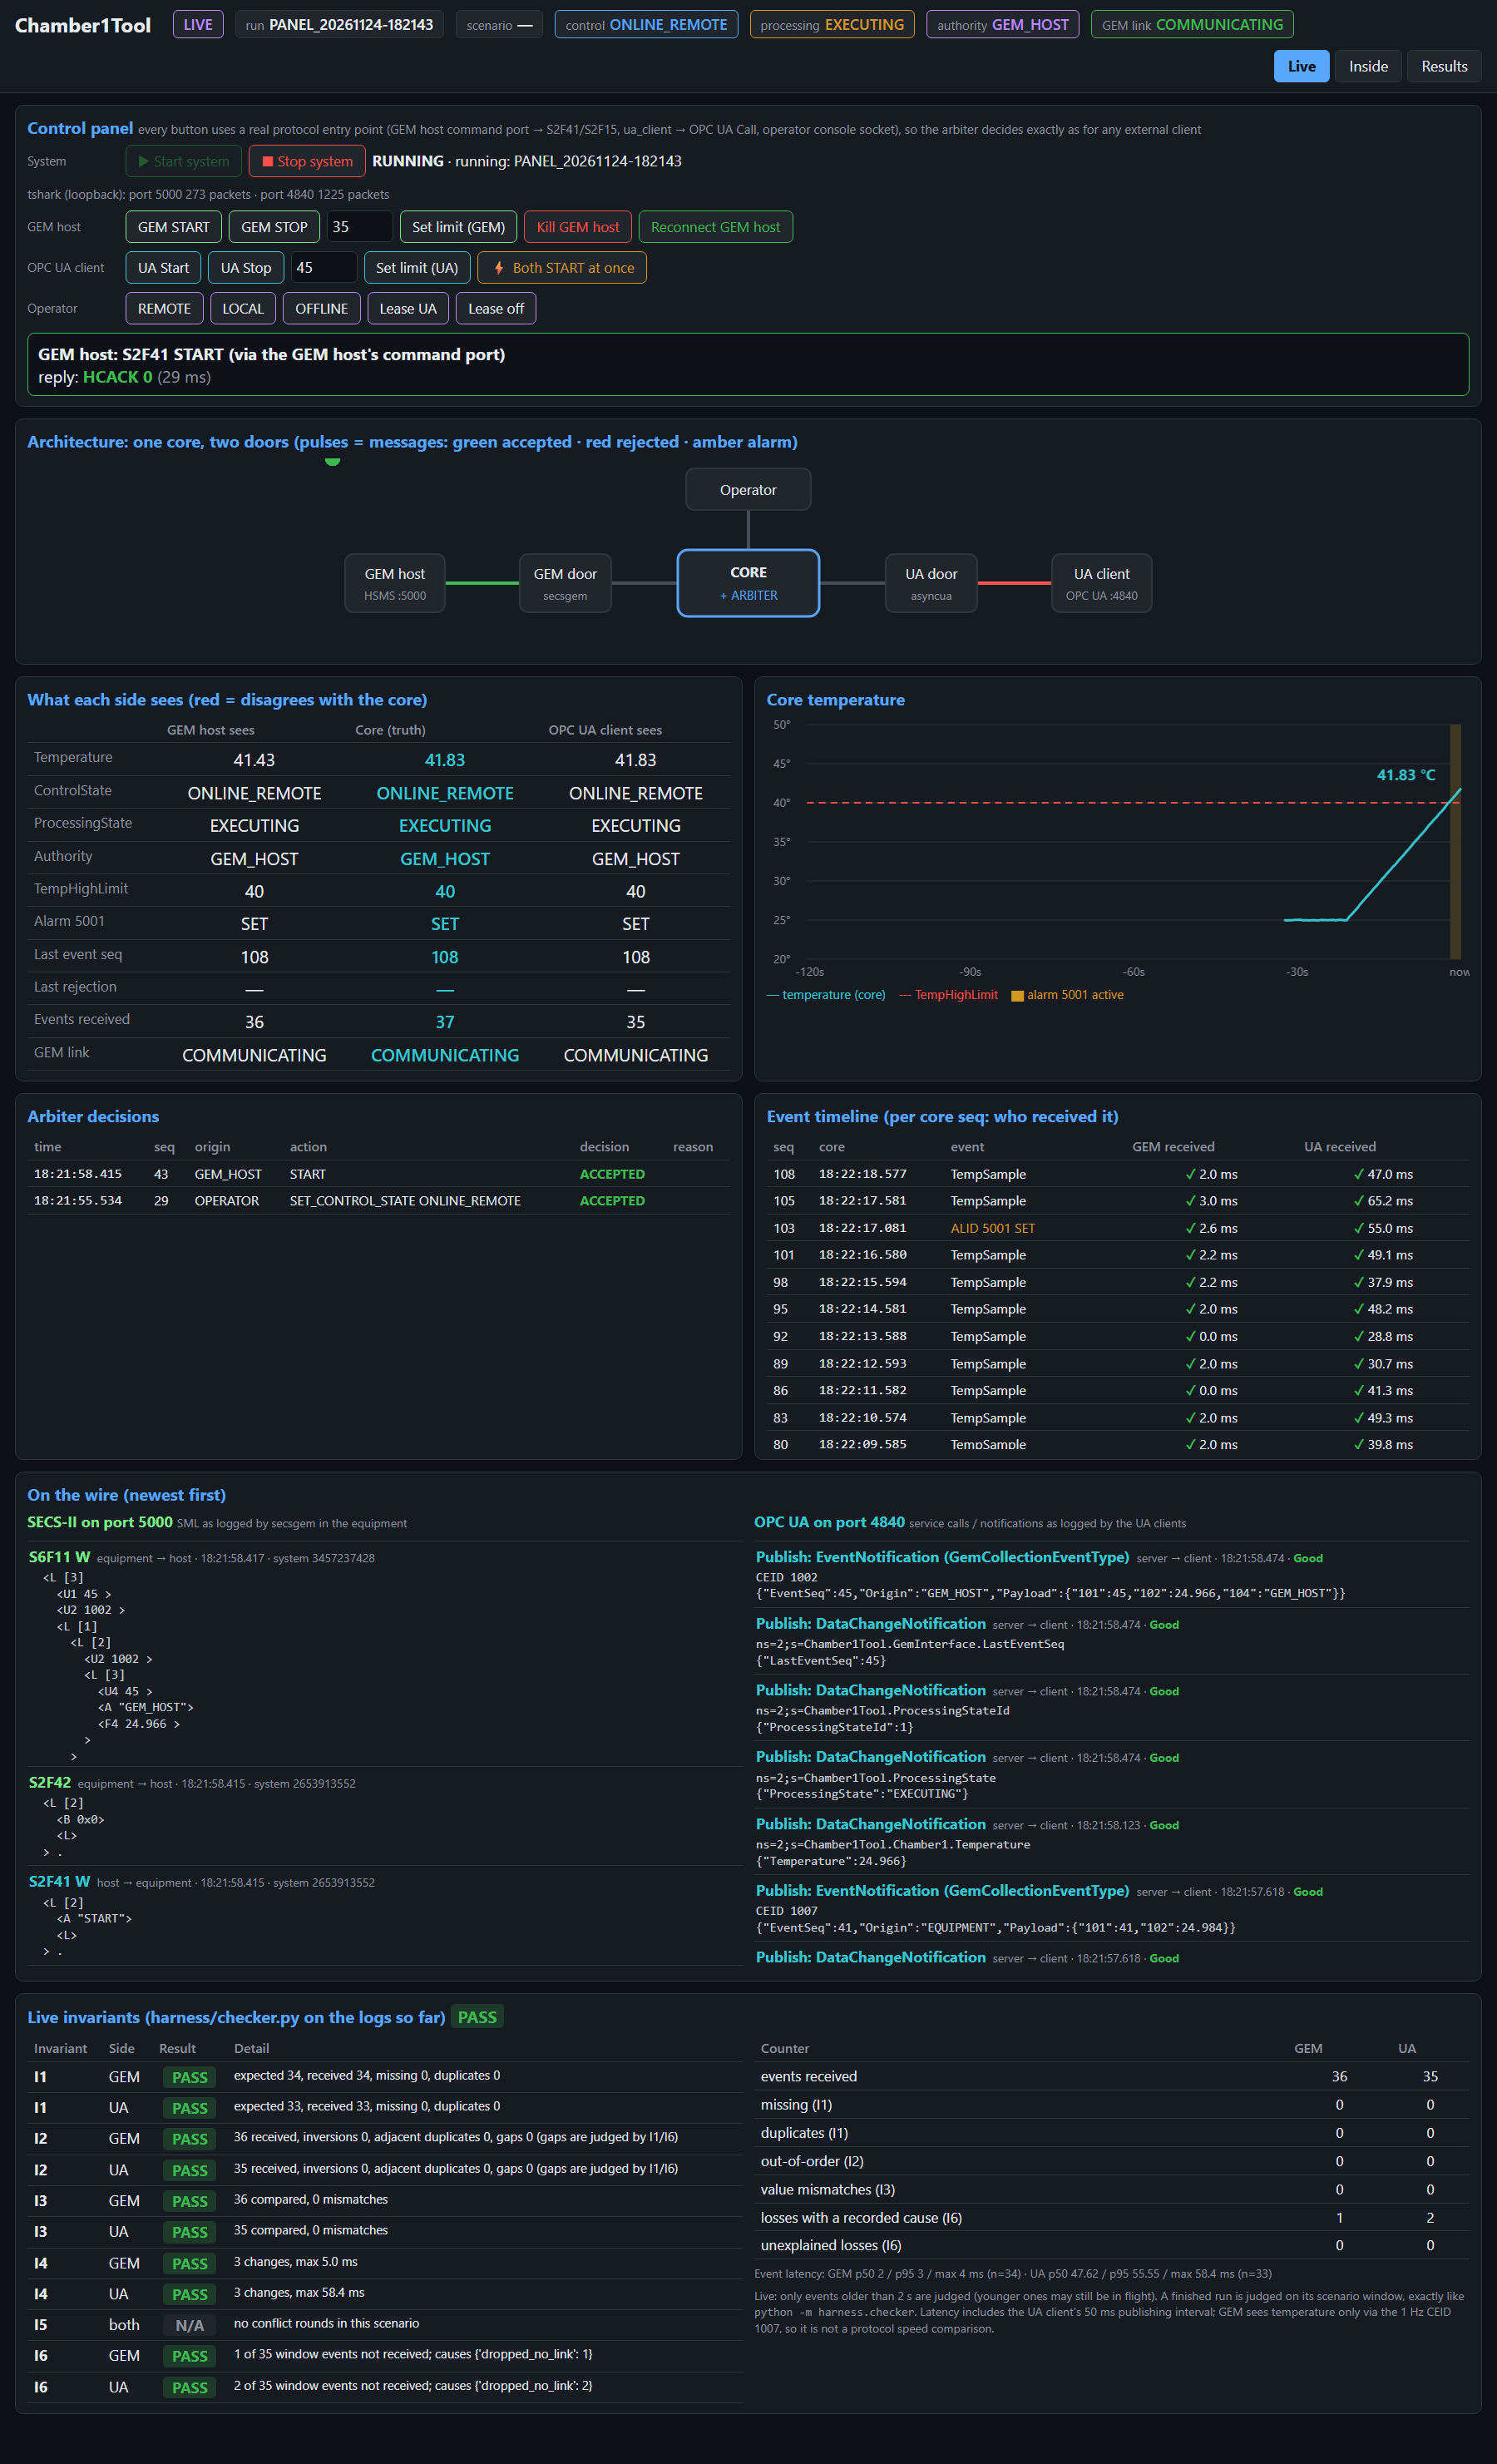 Chamber1Tool LIVE run PANEL_20261124-182143 scenario — control ONLINE_REMOTE processing EXECUTING authority GEM_HOST GEM link COMMUNICATING
Live Inside Results
Control panel every button uses a real protocol entry point (GEM host command port → S2F41/S2F15, ua_client → OPC UA Call, operator console socket), so the arbiter decides exactly as for any external client
System ▶ Start system ■ Stop system RUNNING · running: PANEL_20261124-182143
tshark (loopback): port 5000 273 packets · port 4840 1225 packets
GEM host GEM START GEM STOP 35 Set limit (GEM) Kill GEM host Reconnect GEM host
OPC UA client UA Start UA Stop 45 Set limit (UA) ⚡ Both START at once
Operator REMOTE LOCAL OFFLINE Lease UA Lease off
GEM host: S2F41 START (via the GEM host's command port)
reply: HCACK 0 (29 ms)
Architecture: one core, two doors (pulses = messages: green accepted · red rejected · amber alarm)
Operator
GEM host GEM door CORE UA door UA client
HSMS :5000 secsgem + ARBITER asyncua OPC UA :4840
What each side sees (red = disagrees with the core)
GEM host sees Core (truth) OPC UA client sees
Temperature 41.43 41.83 41.83
ControlState ONLINE_REMOTE ONLINE_REMOTE ONLINE_REMOTE
ProcessingState EXECUTING EXECUTING EXECUTING
Authority GEM_HOST GEM_HOST GEM_HOST
TempHighLimit 40 40 40
Alarm 5001 SET SET SET
Last event seq 108 108 108
Last rejection — — —
Events received 36 37 35
GEM link COMMUNICATING COMMUNICATING COMMUNICATING
Core temperature
50°
45°
41.83 °C
40°
35°
30°
25°
20°
-120s -90s -60s -30s now
— temperature (core) --- TempHighLimit alarm 5001 active
Arbiter decisions
time seq origin action decision reason
18:21:58.415 43 GEM_HOST START ACCEPTED
18:21:55.534 29 OPERATOR SET_CONTROL_STATE ONLINE_REMOTE ACCEPTED
Event timeline (per core seq: who received it)
seq core event GEM received UA received
108 18:22:18.577 TempSample ✓ 2.0 ms ✓ 47.0 ms
105 18:22:17.581 TempSample ✓ 3.0 ms ✓ 65.2 ms
103 18:22:17.081 ALID 5001 SET ✓ 2.6 ms ✓ 55.0 ms
101 18:22:16.580 TempSample ✓ 2.2 ms ✓ 49.1 ms
98 18:22:15.594 TempSample ✓ 2.2 ms ✓ 37.9 ms
95 18:22:14.581 TempSample ✓ 2.0 ms ✓ 48.2 ms
92 18:22:13.588 TempSample ✓ 0.0 ms ✓ 28.8 ms
89 18:22:12.593 TempSample ✓ 2.0 ms ✓ 30.7 ms
86 18:22:11.582 TempSample ✓ 0.0 ms ✓ 41.3 ms
83 18:22:10.574 TempSample ✓ 2.0 ms ✓ 49.3 ms
80 18:22:09.585 TempSample ✓ 2.0 ms ✓ 39.8 ms
On the wire (newest first)
SECS-II on port 5000 SML as logged by secsgem in the equipment
S6F11 W equipment → host · 18:21:58.417 · system 3457237428
<L [3]
<U1 45 >
<U2 1002 >
<L [1]
<L [2]
<U2 1002 >
<L [3]
<U4 45 >
<A "GEM_HOST">
<F4 24.966 >
>
>
S2F42 equipment → host · 18:21:58.415 · system 2653913552
<L [2]
<B 0x0>
<L>
> .
S2F41 W host → equipment · 18:21:58.415 · system 2653913552
<L [2]
<A "START">
<L>
> .
OPC UA on port 4840 service calls / notifications as logged by the UA clients
Publish: EventNotification (GemCollectionEventType) server → client · 18:21:58.474 · Good
CEID 1002
{"EventSeq":45,"Origin":"GEM_HOST","Payload":{"101":45,"102":24.966,"104":"GEM_HOST"}}
Publish: DataChangeNotification server → client · 18:21:58.474 · Good
ns=2;s=Chamber1Tool.GemInterface.LastEventSeq
{"LastEventSeq":45}
Publish: DataChangeNotification server → client · 18:21:58.474 · Good
ns=2;s=Chamber1Tool.ProcessingStateId
{"ProcessingStateId":1}
Publish: DataChangeNotification server → client · 18:21:58.474 · Good
ns=2;s=Chamber1Tool.ProcessingState
{"ProcessingState":"EXECUTING"}
Publish: DataChangeNotification server → client · 18:21:58.123 · Good
ns=2;s=Chamber1Tool.Chamber1.Temperature
{"Temperature":24.966}
Publish: EventNotification (GemCollectionEventType) server → client · 18:21:57.618 · Good
CEID 1007
{"EventSeq":41,"Origin":"EQUIPMENT","Payload":{"101":41,"102":24.984}}
Publish: DataChangeNotification server → client · 18:21:57.618 · Good
Live invariants (harness/checker.py on the logs so far) PASS
Invariant Side Result Detail
I1 GEM PASS expected 34, received 34, missing 0, duplicates 0
I1 UA PASS expected 33, received 33, missing 0, duplicates 0
I2 GEM PASS 36 received, inversions 0, adjacent duplicates 0, gaps 0 (gaps are judged by I1/I6)
I2 UA PASS 35 received, inversions 0, adjacent duplicates 0, gaps 0 (gaps are judged by I1/I6)
I3 GEM PASS 36 compared, 0 mismatches
I3 UA PASS 35 compared, 0 mismatches
I4 GEM PASS 3 changes, max 5.0 ms
I4 UA PASS 3 changes, max 58.4 ms
I5 both N/A no conflict rounds in this scenario
I6 GEM PASS 1 of 35 window events not received; causes {'dropped_no_link': 1}
I6 UA PASS 2 of 35 window events not received; causes {'dropped_no_link': 2}
Counter GEM UA
events received 36 35
missing (I1) 0 0
duplicates (I1) 0 0
out-of-order (I2) 0 0
value mismatches (I3) 0 0
losses with a recorded cause (I6) 1 2
unexplained losses (I6) 0 0
Event latency: GEM p50 2 / p95 3 / max 4 ms (n=34) · UA p50 47.62 / p95 55.55 / max 58.4 ms (n=33)
Live: only events older than 2 s are judged (younger ones may still be in flight). A finished run is judged on its scenario window, exactly like
python -m harness.checker. Latency includes the UA client's 50 ms publishing interval; GEM sees temperature only via the 1 Hz CEID
1007, so it is not a protocol speed comparison.